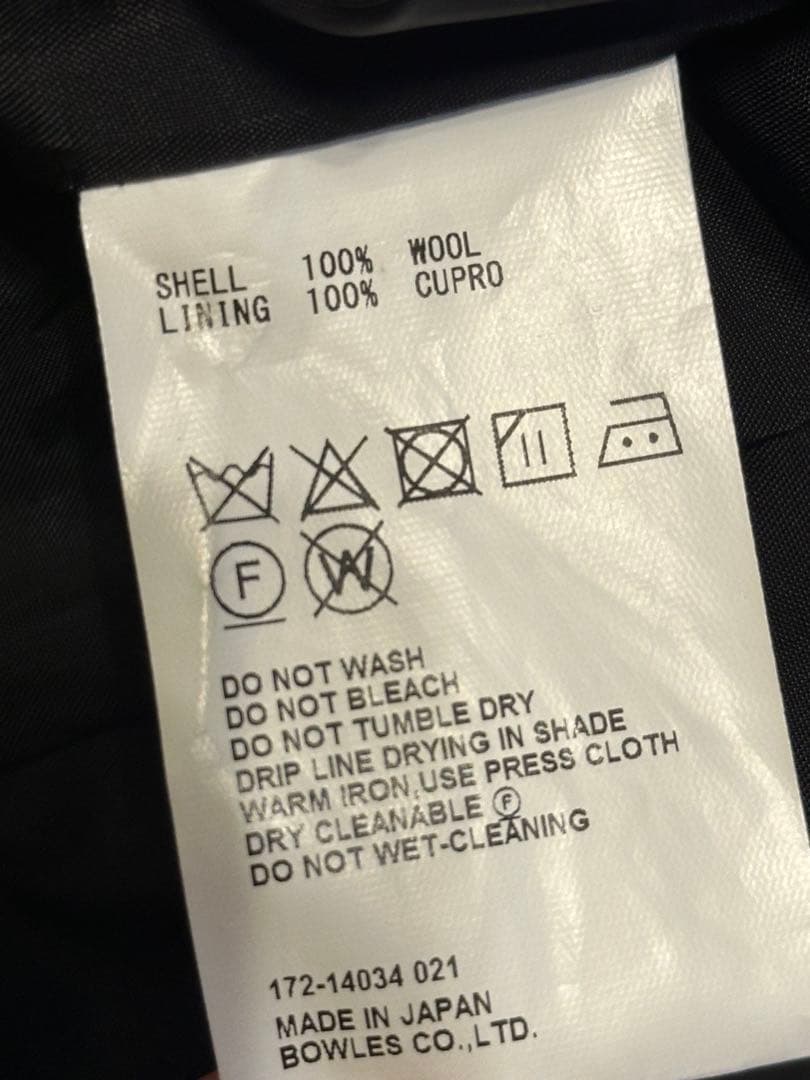 SHELL 100% WOOL
LINING 100% CUPRO
F W
DO NOT WASH
DO NOT BLEACH
DO NOT TUMBLE DRY
DRIP LINE DRYING IN SHADE
WARM IRON,USE PRESS CLOTH
DRY CLEANABLE Ⓕ
DO NOT WET-CLEANING
172-14034 021
MADE IN JAPAN
BOWLES CO.,LTD.